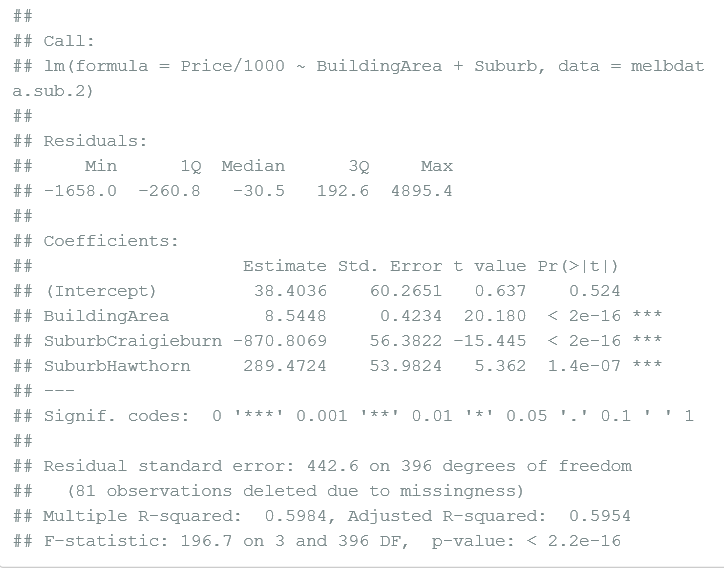 ##
## Call:
## lm(formula = Price/1000 ~ BuildingArea + Suburb, data = melbdat
a.sub.2)
##
## Residuals:
##     Min      1Q  Median      3Q     Max
## -1658.0  -260.8   -30.5   192.6  4895.4
##
## Coefficients:
##                    Estimate Std. Error t value Pr(>|t|)
## (Intercept)         38.4036    60.2651   0.637    0.524
## BuildingArea         8.5448     0.4234  20.180  < 2e-16 ***
## SuburbCraigieburn -870.8069    56.3822 -15.445  < 2e-16 ***
## SuburbHawthorn     289.4724    53.9824   5.362  1.4e-07 ***
## ---
## Signif. codes:  0 '***' 0.001 '**' 0.01 '*' 0.05 '.' 0.1 ' ' 1
##
## Residual standard error: 442.6 on 396 degrees of freedom
##   (81 observations deleted due to missingness)
## Multiple R-squared:  0.5984, Adjusted R-squared:  0.5954
## F-statistic: 196.7 on 3 and 396 DF,  p-value: < 2.2e-16